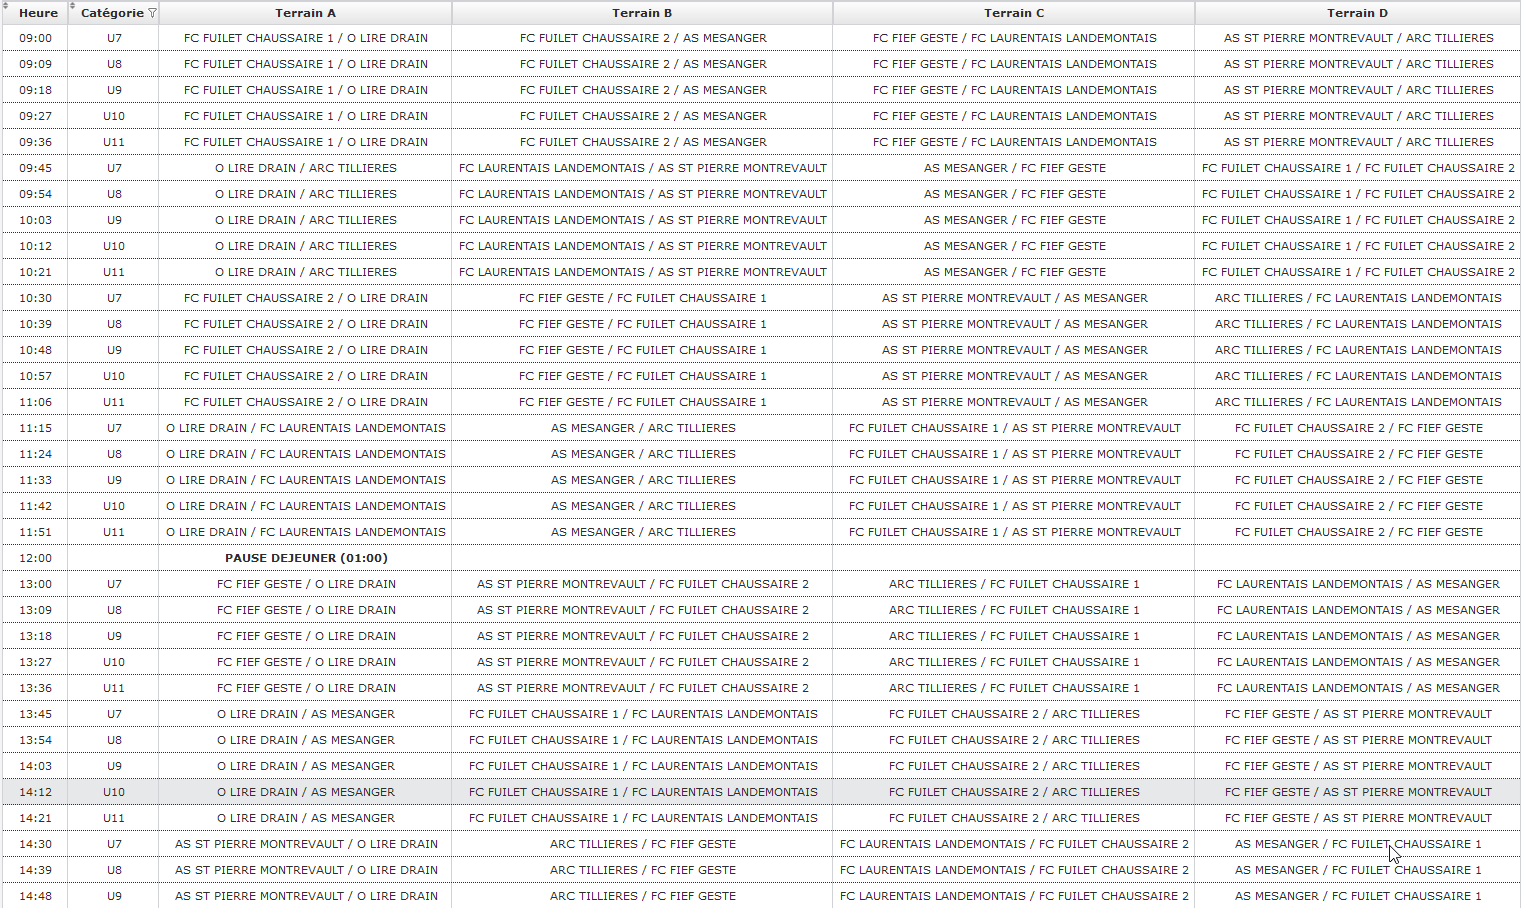 Heure Catégorie Terrain A Terrain B Terrain C Terrain D
09:00 U7 FC FUILET CHAUSSAIRE 1 / O LIRE DRAIN FC FUILET CHAUSSAIRE 2 / AS MESANGER FC FIEF GESTE / FC LAURENTAIS LANDEMONTAIS AS ST PIERRE MONTREVAULT / ARC TILLIERES
09:09 U8 FC FUILET CHAUSSAIRE 1 / O LIRE DRAIN FC FUILET CHAUSSAIRE 2 / AS MESANGER FC FIEF GESTE / FC LAURENTAIS LANDEMONTAIS AS ST PIERRE MONTREVAULT / ARC TILLIERES
09:18 U9 FC FUILET CHAUSSAIRE 1 / O LIRE DRAIN FC FUILET CHAUSSAIRE 2 / AS MESANGER FC FIEF GESTE / FC LAURENTAIS LANDEMONTAIS AS ST PIERRE MONTREVAULT / ARC TILLIERES
09:27 U10 FC FUILET CHAUSSAIRE 1 / O LIRE DRAIN FC FUILET CHAUSSAIRE 2 / AS MESANGER FC FIEF GESTE / FC LAURENTAIS LANDEMONTAIS AS ST PIERRE MONTREVAULT / ARC TILLIERES
09:36 U11 FC FUILET CHAUSSAIRE 1 / O LIRE DRAIN FC FUILET CHAUSSAIRE 2 / AS MESANGER FC FIEF GESTE / FC LAURENTAIS LANDEMONTAIS AS ST PIERRE MONTREVAULT / ARC TILLIERES
09:45 U7 O LIRE DRAIN / ARC TILLIERES FC LAURENTAIS LANDEMONTAIS / AS ST PIERRE MONTREVAULT AS MESANGER / FC FIEF GESTE FC FUILET CHAUSSAIRE 1 / FC FUILET CHAUSSAIRE 2
09:54 U8 O LIRE DRAIN / ARC TILLIERES FC LAURENTAIS LANDEMONTAIS / AS ST PIERRE MONTREVAULT AS MESANGER / FC FIEF GESTE FC FUILET CHAUSSAIRE 1 / FC FUILET CHAUSSAIRE 2
10:03 U9 O LIRE DRAIN / ARC TILLIERES FC LAURENTAIS LANDEMONTAIS / AS ST PIERRE MONTREVAULT AS MESANGER / FC FIEF GESTE FC FUILET CHAUSSAIRE 1 / FC FUILET CHAUSSAIRE 2
10:12 U10 O LIRE DRAIN / ARC TILLIERES FC LAURENTAIS LANDEMONTAIS / AS ST PIERRE MONTREVAULT AS MESANGER / FC FIEF GESTE FC FUILET CHAUSSAIRE 1 / FC FUILET CHAUSSAIRE 2
10:21 U11 O LIRE DRAIN / ARC TILLIERES FC LAURENTAIS LANDEMONTAIS / AS ST PIERRE MONTREVAULT AS MESANGER / FC FIEF GESTE FC FUILET CHAUSSAIRE 1 / FC FUILET CHAUSSAIRE 2
10:30 U7 FC FUILET CHAUSSAIRE 2 / O LIRE DRAIN FC FIEF GESTE / FC FUILET CHAUSSAIRE 1 AS ST PIERRE MONTREVAULT / AS MESANGER ARC TILLIERES / FC LAURENTAIS LANDEMONTAIS
10:39 U8 FC FUILET CHAUSSAIRE 2 / O LIRE DRAIN FC FIEF GESTE / FC FUILET CHAUSSAIRE 1 AS ST PIERRE MONTREVAULT / AS MESANGER ARC TILLIERES / FC LAURENTAIS LANDEMONTAIS
10:48 U9 FC FUILET CHAUSSAIRE 2 / O LIRE DRAIN FC FIEF GESTE / FC FUILET CHAUSSAIRE 1 AS ST PIERRE MONTREVAULT / AS MESANGER ARC TILLIERES / FC LAURENTAIS LANDEMONTAIS
10:57 U10 FC FUILET CHAUSSAIRE 2 / O LIRE DRAIN FC FIEF GESTE / FC FUILET CHAUSSAIRE 1 AS ST PIERRE MONTREVAULT / AS MESANGER ARC TILLIERES / FC LAURENTAIS LANDEMONTAIS
11:06 U11 FC FUILET CHAUSSAIRE 2 / O LIRE DRAIN FC FIEF GESTE / FC FUILET CHAUSSAIRE 1 AS ST PIERRE MONTREVAULT / AS MESANGER ARC TILLIERES / FC LAURENTAIS LANDEMONTAIS
11:15 U7 O LIRE DRAIN / FC LAURENTAIS LANDEMONTAIS AS MESANGER / ARC TILLIERES FC FUILET CHAUSSAIRE 1 / AS ST PIERRE MONTREVAULT FC FUILET CHAUSSAIRE 2 / FC FIEF GESTE
11:24 U8 O LIRE DRAIN / FC LAURENTAIS LANDEMONTAIS AS MESANGER / ARC TILLIERES FC FUILET CHAUSSAIRE 1 / AS ST PIERRE MONTREVAULT FC FUILET CHAUSSAIRE 2 / FC FIEF GESTE
11:33 U9 O LIRE DRAIN / FC LAURENTAIS LANDEMONTAIS AS MESANGER / ARC TILLIERES FC FUILET CHAUSSAIRE 1 / AS ST PIERRE MONTREVAULT FC FUILET CHAUSSAIRE 2 / FC FIEF GESTE
11:42 U10 O LIRE DRAIN / FC LAURENTAIS LANDEMONTAIS AS MESANGER / ARC TILLIERES FC FUILET CHAUSSAIRE 1 / AS ST PIERRE MONTREVAULT FC FUILET CHAUSSAIRE 2 / FC FIEF GESTE
11:51 U11 O LIRE DRAIN / FC LAURENTAIS LANDEMONTAIS AS MESANGER / ARC TILLIERES FC FUILET CHAUSSAIRE 1 / AS ST PIERRE MONTREVAULT FC FUILET CHAUSSAIRE 2 / FC FIEF GESTE
12:00 PAUSE DEJEUNER (01:00)
13:00 U7 FC FIEF GESTE / O LIRE DRAIN AS ST PIERRE MONTREVAULT / FC FUILET CHAUSSAIRE 2 ARC TILLIERES / FC FUILET CHAUSSAIRE 1 FC LAURENTAIS LANDEMONTAIS / AS MESANGER
13:09 U8 FC FIEF GESTE / O LIRE DRAIN AS ST PIERRE MONTREVAULT / FC FUILET CHAUSSAIRE 2 ARC TILLIERES / FC FUILET CHAUSSAIRE 1 FC LAURENTAIS LANDEMONTAIS / AS MESANGER
13:18 U9 FC FIEF GESTE / O LIRE DRAIN AS ST PIERRE MONTREVAULT / FC FUILET CHAUSSAIRE 2 ARC TILLIERES / FC FUILET CHAUSSAIRE 1 FC LAURENTAIS LANDEMONTAIS / AS MESANGER
13:27 U10 FC FIEF GESTE / O LIRE DRAIN AS ST PIERRE MONTREVAULT / FC FUILET CHAUSSAIRE 2 ARC TILLIERES / FC FUILET CHAUSSAIRE 1 FC LAURENTAIS LANDEMONTAIS / AS MESANGER
13:36 U11 FC FIEF GESTE / O LIRE DRAIN AS ST PIERRE MONTREVAULT / FC FUILET CHAUSSAIRE 2 ARC TILLIERES / FC FUILET CHAUSSAIRE 1 FC LAURENTAIS LANDEMONTAIS / AS MESANGER
13:45 U7 O LIRE DRAIN / AS MESANGER FC FUILET CHAUSSAIRE 1 / FC LAURENTAIS LANDEMONTAIS FC FUILET CHAUSSAIRE 2 / ARC TILLIERES FC FIEF GESTE / AS ST PIERRE MONTREVAULT
13:54 U8 O LIRE DRAIN / AS MESANGER FC FUILET CHAUSSAIRE 1 / FC LAURENTAIS LANDEMONTAIS FC FUILET CHAUSSAIRE 2 / ARC TILLIERES FC FIEF GESTE / AS ST PIERRE MONTREVAULT
14:03 U9 O LIRE DRAIN / AS MESANGER FC FUILET CHAUSSAIRE 1 / FC LAURENTAIS LANDEMONTAIS FC FUILET CHAUSSAIRE 2 / ARC TILLIERES FC FIEF GESTE / AS ST PIERRE MONTREVAULT
14:12 U10 O LIRE DRAIN / AS MESANGER FC FUILET CHAUSSAIRE 1 / FC LAURENTAIS LANDEMONTAIS FC FUILET CHAUSSAIRE 2 / ARC TILLIERES FC FIEF GESTE / AS ST PIERRE MONTREVAULT
14:21 U11 O LIRE DRAIN / AS MESANGER FC FUILET CHAUSSAIRE 1 / FC LAURENTAIS LANDEMONTAIS FC FUILET CHAUSSAIRE 2 / ARC TILLIERES FC FIEF GESTE / AS ST PIERRE MONTREVAULT
14:30 U7 AS ST PIERRE MONTREVAULT / O LIRE DRAIN ARC TILLIERES / FC FIEF GESTE FC LAURENTAIS LANDEMONTAIS / FC FUILET CHAUSSAIRE 2 AS MESANGER / FC FUILET CHAUSSAIRE 1
14:39 U8 AS ST PIERRE MONTREVAULT / O LIRE DRAIN ARC TILLIERES / FC FIEF GESTE FC LAURENTAIS LANDEMONTAIS / FC FUILET CHAUSSAIRE 2 AS MESANGER / FC FUILET CHAUSSAIRE 1
14:48 U9 AS ST PIERRE MONTREVAULT / O LIRE DRAIN ARC TILLIERES / FC FIEF GESTE FC LAURENTAIS LANDEMONTAIS / FC FUILET CHAUSSAIRE 2 AS MESANGER / FC FUILET CHAUSSAIRE 1